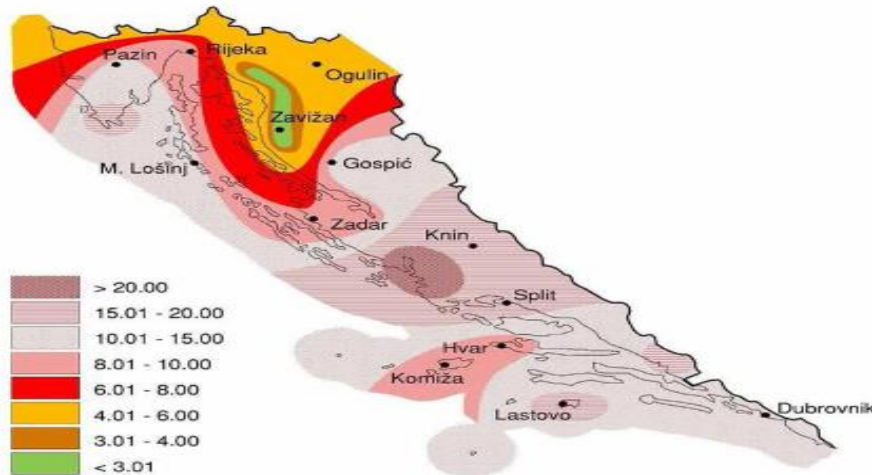 Rijeka
Pazin
Ogulin
Zavižan
M. Lošinj
Gospić
Zadar
Knin
Split
Hvar
Komiža
Lastovo
Dubrovnik
> 20.00
15.01 - 20.00
10.01 - 15.00
8.01 - 10.00
6.01 - 8.00
4.01 - 6.00
3.01 - 4.00
< 3.01